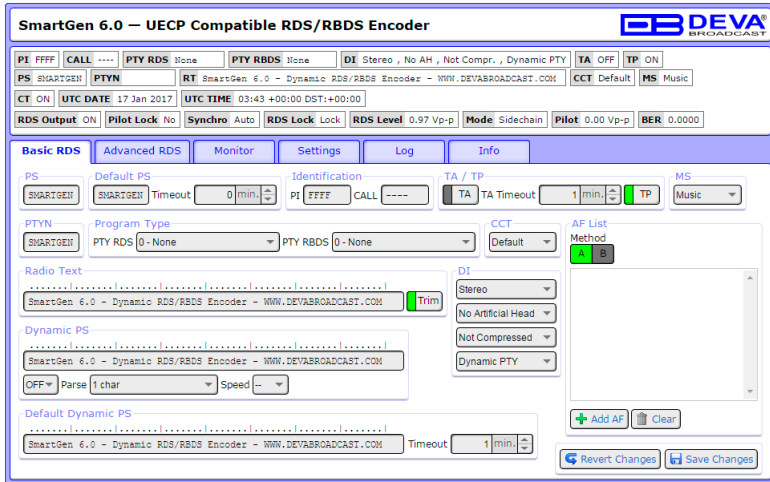 SmartGen 6.0 — UECP Compatible RDS/RBDS Encoder
DEVA
BROADCAST
PI FFFF CALL ---- PTY RDS None PTY RBDS None DI Stereo , No AH , Not Compr. , Dynamic PTY TA OFF TP ON
PS SMARTGEN PTYN RT SmartGen 6.0 - Dynamic RDS/RBDS Encoder - WWW.DEVABROADCAST.COM CCT Default MS Music
CT ON UTC DATE 17 Jan 2017 UTC TIME 03:43 +00:00 DST:+00:00
RDS Output ON Pilot Lock No Synchro Auto RDS Lock Lock RDS Level 0.97 Vp-p Mode Sidechain Pilot 0.00 Vp-p BER 0.0000
Basic RDS Advanced RDS Monitor Settings Log Info
PS Default PS Identification TA / TP MS
SMARTGEN SMARTGEN Timeout 0 min. PI FFFF CALL ---- TA TA Timeout 1 min. TP Music
PTYN Program Type CCT AF List
SMARTGEN PTY RDS 0 - None PTY RBDS 0 - None Default Method
A B
Radio Text DI
SmartGen 6.0 - Dynamic RDS/RBDS Encoder - WWW.DEVABROADCAST.COM Trim
Stereo
No Artificial Head
Not Compressed
Dynamic PTY
Dynamic PS
SmartGen 6.0 - Dynamic RDS/RBDS Encoder - WWW.DEVABROADCAST.COM
OFF Parse 1 char Speed --
Default Dynamic PS
SmartGen 6.0 - Dynamic RDS/RBDS Encoder - WWW.DEVABROADCAST.COM Timeout 1 min.
Add AF Clear
Revert Changes Save Changes